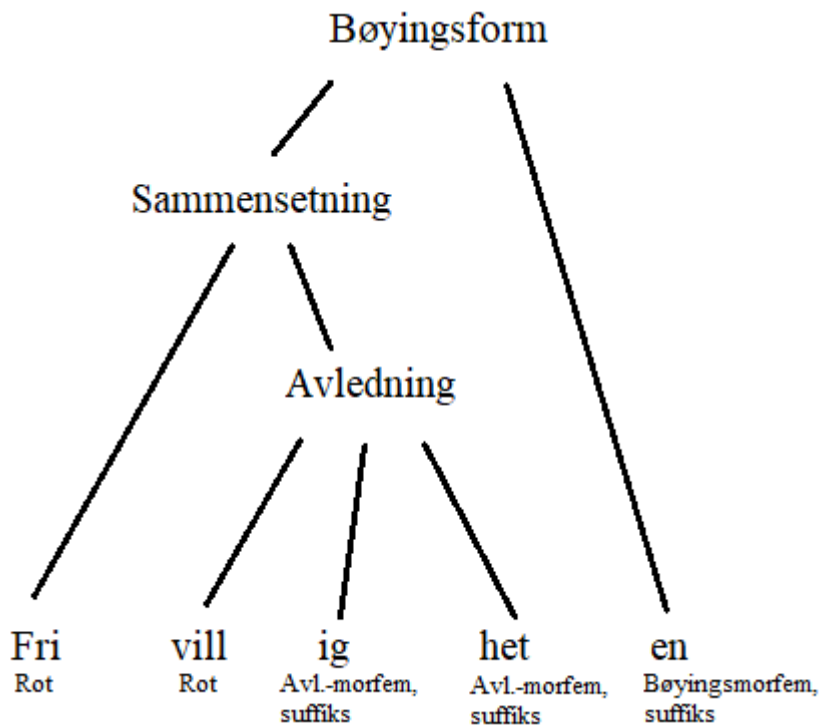 Bøyingsform
Sammensetning
Avledning
Fri vill ig het en
Rot Rot Avl.-morfem, Avl.-morfem, Bøyingsmorfem,
suffiks suffiks suffiks